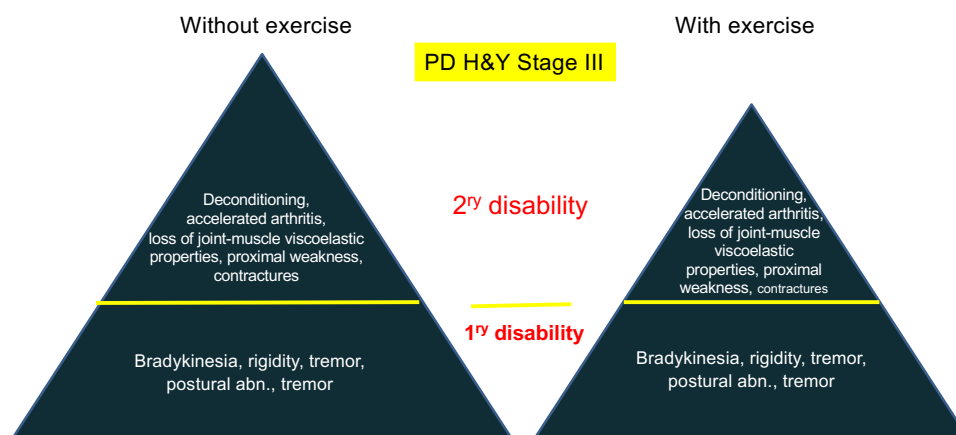 Without exercise
With exercise
PD H&Y Stage III
Deconditioning,
accelerated arthritis,
loss of joint-muscle viscoelastic
properties, proximal weakness,
contractures
2ry disability
Deconditioning,
accelerated arthritis,
loss of joint-muscle
viscoelastic
properties, proximal
weakness, contractures
1ry disability
Bradykinesia, rigidity, tremor,
postural abn., tremor
Bradykinesia, rigidity, tremor,
postural abn., tremor